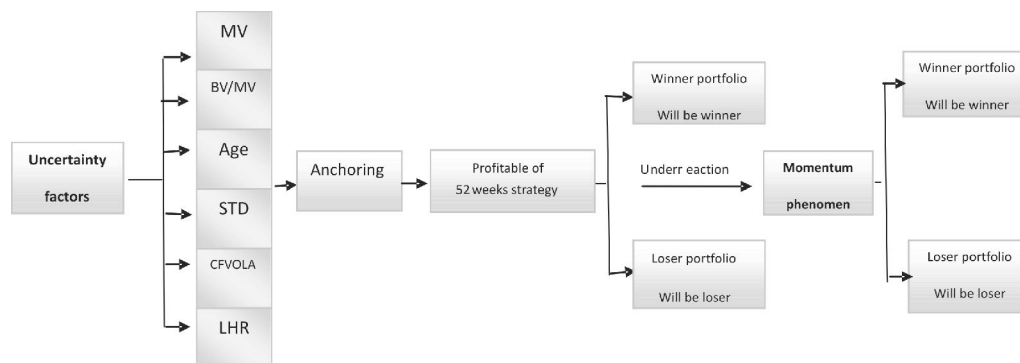 Uncertainty
factors
MV
BV/MV
Age
STD
CFVOLA
LHR
Anchoring
Profitable of
52 weeks strategy
Winner portfolio
Will be winner
Underr eaction
Loser portfolio
Will be loser
Momentum
phenomen
Winner portfolio
Will be winner
Loser portfolio
Will be loser